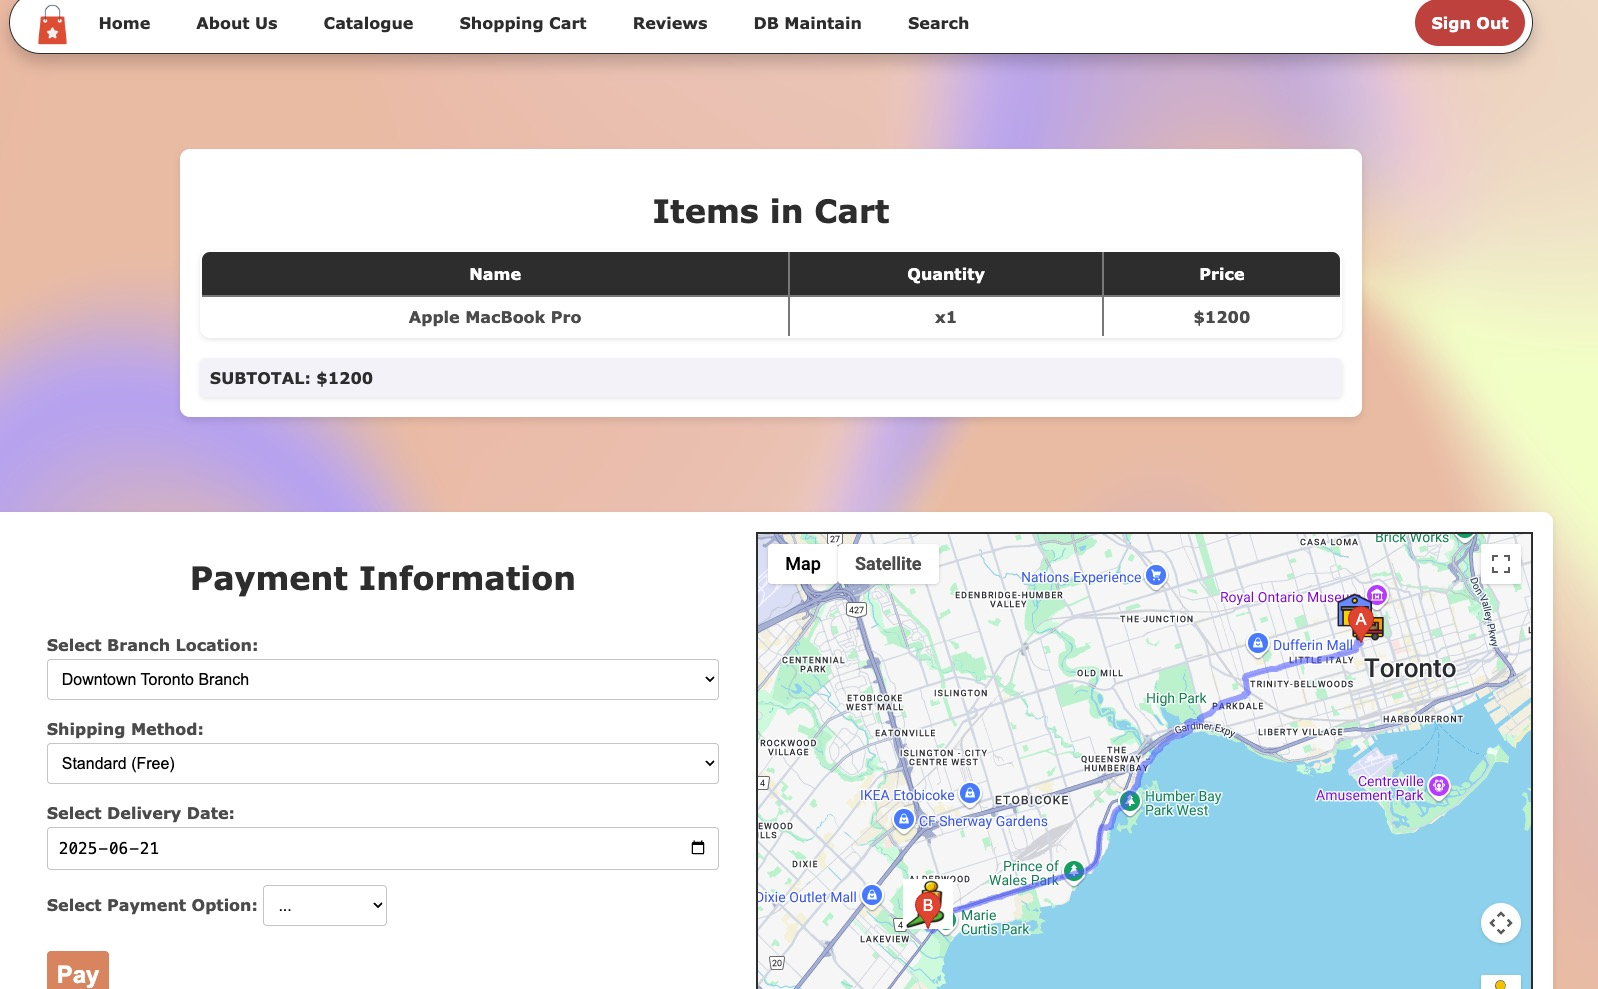 Home About Us Catalogue Shopping Cart Reviews DB Maintain Search Sign Out
Items in Cart
Name Quantity Price
Apple MacBook Pro x1 $1200
SUBTOTAL: $1200
Payment Information
Select Branch Location:
Downtown Toronto Branch
Shipping Method:
Standard (Free)
Select Delivery Date:
2025-06-21
Select Payment Option: ...
Pay
Map Satellite
27
CASA LOMA
Brick Works
Nations Experience
EDENBRIDGE-HUMBER
VALLEY
427
Royal Ontario
Don Valley Pkwy
THE JUNCTION
A
Dufferin Mall
LITTLE ITALY
Toronto
CENTENNIAL
PARK
OLD MILL
TRINITY-BELLWOODS
ISLINGTON
High Park
ETOBICOKE
WEST MALL
PARKDALE
HARBOURFRONT
Gardiner Expy
LIBERTY VILLAGE
EATONVILLE
ROCKWOOD
VILLAGE
ISLINGTON - CITY
CENTRE WEST
THE
QUEENSWAY
HUMBER BAY
4
Centreville
Amusement Park
IKEA Etobicoke
ETOBICOKE
Humber Bay
Park West
CF Sherway Gardens
EWOOD
LLS
DIXIE
Prince of
Wales Park
ALDERWOOD
Dixie Outlet Mall
B
4
Marie
Curtis Park
LAKEVIEW
20